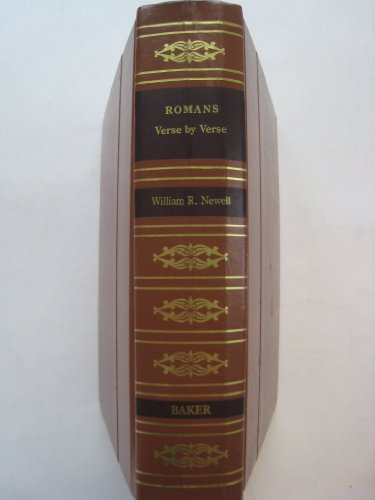 ROMANS
Verse by Verse
William R. Newell
BAKER